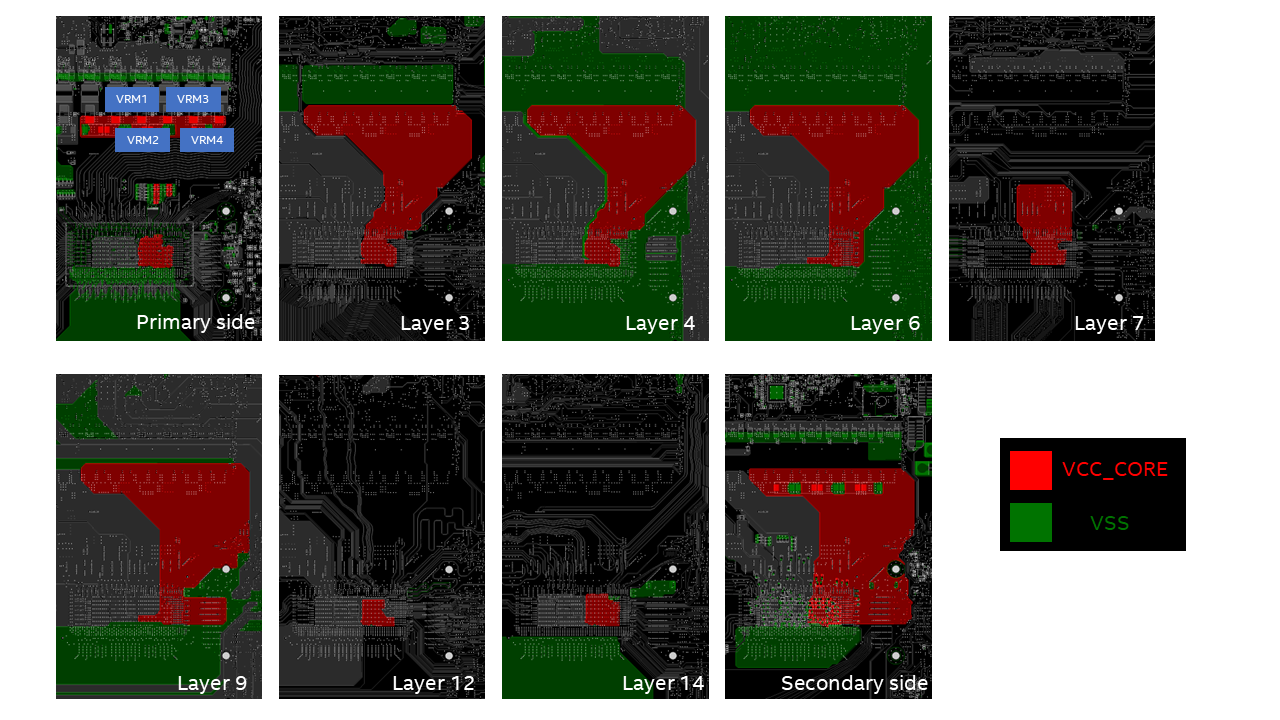 VRM1
VRM3
VRM2
VRM4
Primary side
Layer 3
Layer 4
Layer 6
Layer 7
Layer 9
Layer 12
Layer 14
Secondary side
VCC_CORE
VSS